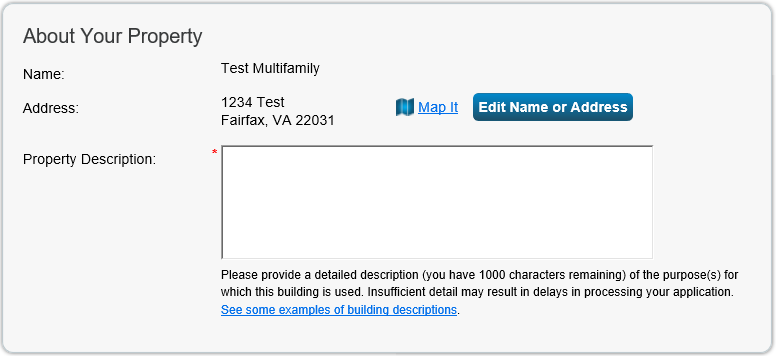 About Your Property
Name: Test Multifamily
Address: 1234 Test Map It Edit Name or Address
Fairfax, VA 22031
Property Description: *
Please provide a detailed description (you have 1000 characters remaining) of the purpose(s) for
which this building is used. Insufficient detail may result in delays in processing your application.
See some examples of building descriptions.